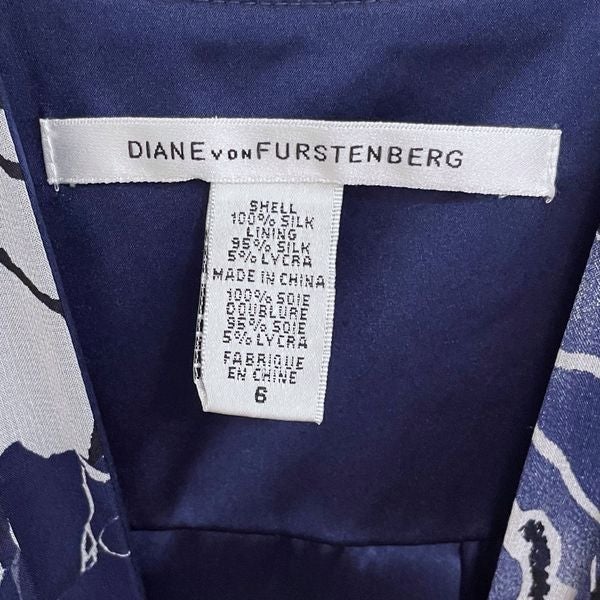 DIANE VON FURSTENBERG
SHELL
100% SILK
LINING
95% SILK
5% LYCRA
MADE IN CHINA
100% SOIE
DOUBLURE
95% SOIE
5% LYCRA
FABRIQUE
EN CHINE
6